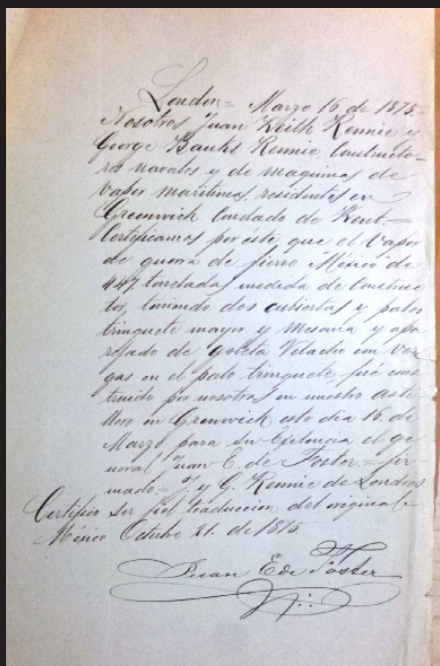 London = Marzo 16. de 1875 =
Nosotros Juan Keith Rennie y
George Banks Rennie, Constructo-
res navales y de maquinas de
Vapor maritimas, residentes en
Greenwich Condado de Kent =
Certificamos por éste que el Vapor
de guerra de fierro México de
447 toneladas medida de Construc-
tor, teniendo dos cubiertas y palos
trinquete mayor y Mesana y apa-
rejado de goleta Velacho con Ver-
gas en el palo trinquete, fué cons-
truido por nosotros en nuestro asti-
llero in Greenwich este dia 16. de
Marzo para Su Exelencia el ge-
neral Juan E. de Foster. = fir-
mado. = J. y G. Rennie de Londres
Certifico ser fiel traduccion del original =
México Octubre 21. de 1875
Juan E. de Foster